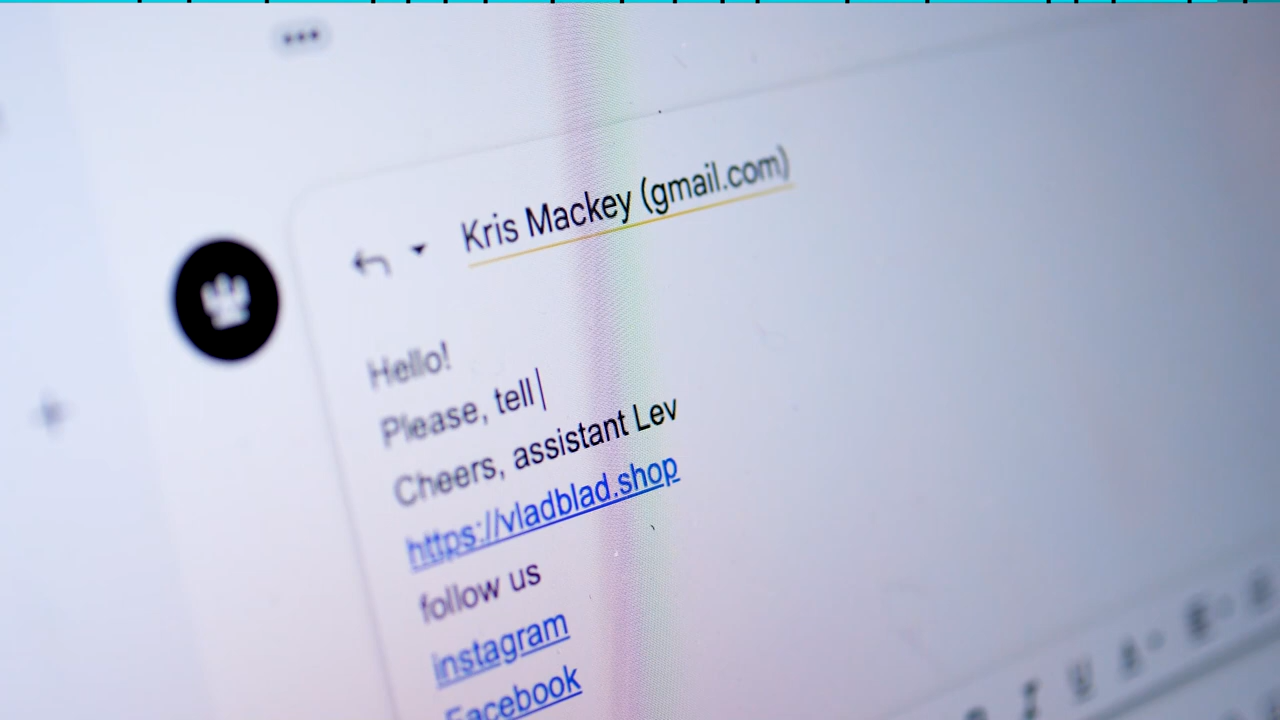 Kris Mackey (gmail.com)
Hello!
Please, tell
Cheers, assistant Lev
https://vladblad.shop
follow us
instagram
Facebook